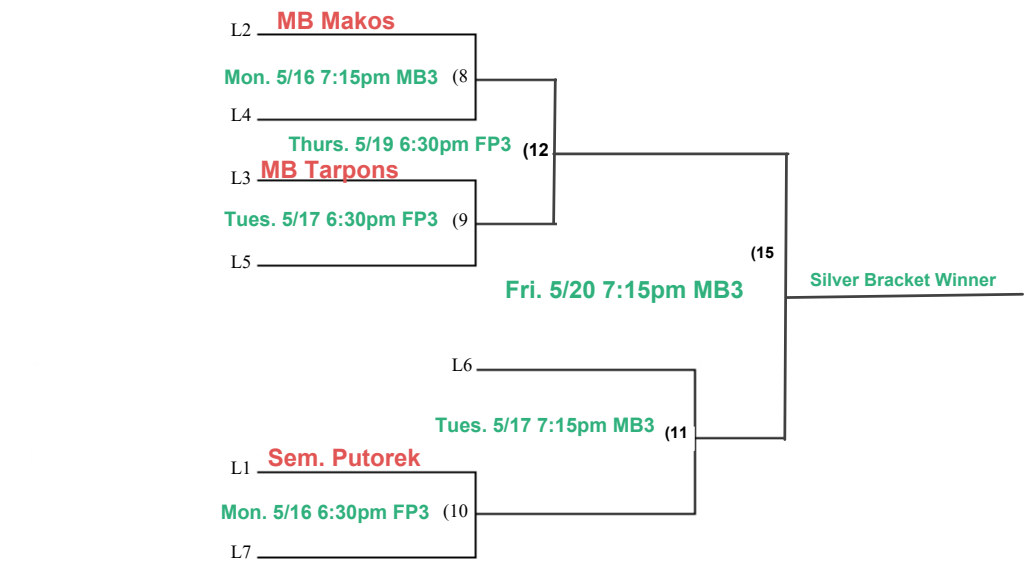 L2 MB Makos
Mon. 5/16 7:15pm MB3 (8
L4
Thurs. 5/19 6:30pm FP3 (12
L3 MB Tarpons
Tues. 5/17 6:30pm FP3 (9
L5
(15
Fri. 5/20 7:15pm MB3
Silver Bracket Winner
L6
Tues. 5/17 7:15pm MB3 (11
L1 Sem. Putorek
Mon. 5/16 6:30pm FP3 (10
L7